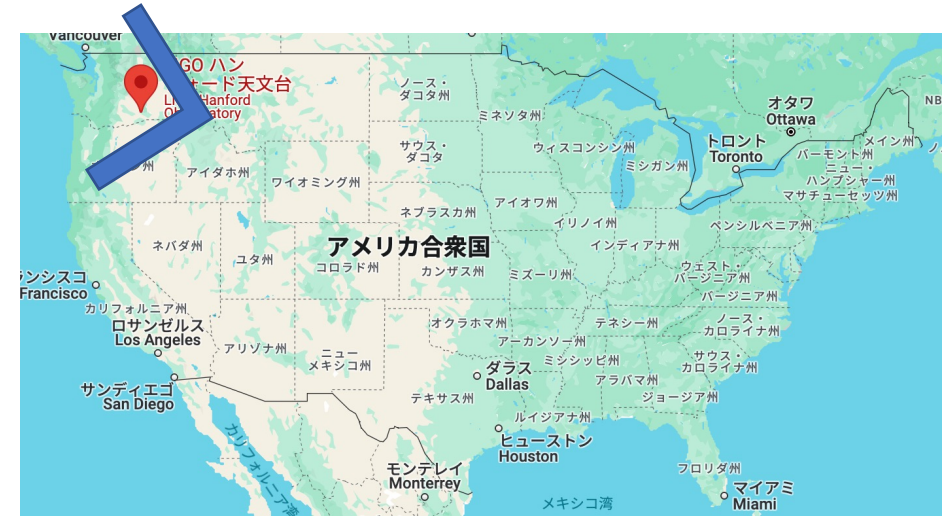 Vancouver
GO ハン
ード天文台
Hanford
tory
ノース・
ダコタ州
ミネソタ州
オタワ
Ottawa
NB
トロント
Toronto
メイン州
バーモント州
ニュー・
ハンプシャー州
マサチューセッツ州
州
アイダホ州
ワイオミング州
サウス・
ダコタ
ウィスコンシン州
ミシガン州
ネブラスカ州
アイオワ州
イリノイ州
ペンシルベニア州
ネバダ州
ユタ州
アメリカ合衆国
コロラド州
カンザス州
ミズーリ州
インディアナ州
ウェスト・
バージニア州
バージニア州
ンシスコ
Francisco
カリフォルニア州
ロサンゼルス
Los Angeles
オクラホマ州
テネシー州
ノース・
カロライナ州
アーカンソー州
アリゾナ州
ニュー
メキシコ州
ミシシッピ州
サウス・
カロライナ州
ダラス
Dallas
アラバマ州
サンディエゴ
San Diego
テキサス州
ジョージア州
ルイジアナ州
カリフォルニア湾
ヒューストン
Houston
モンテレイ
Monterrey
フロリダ州
マイアミ
Miami
メキシコ湾